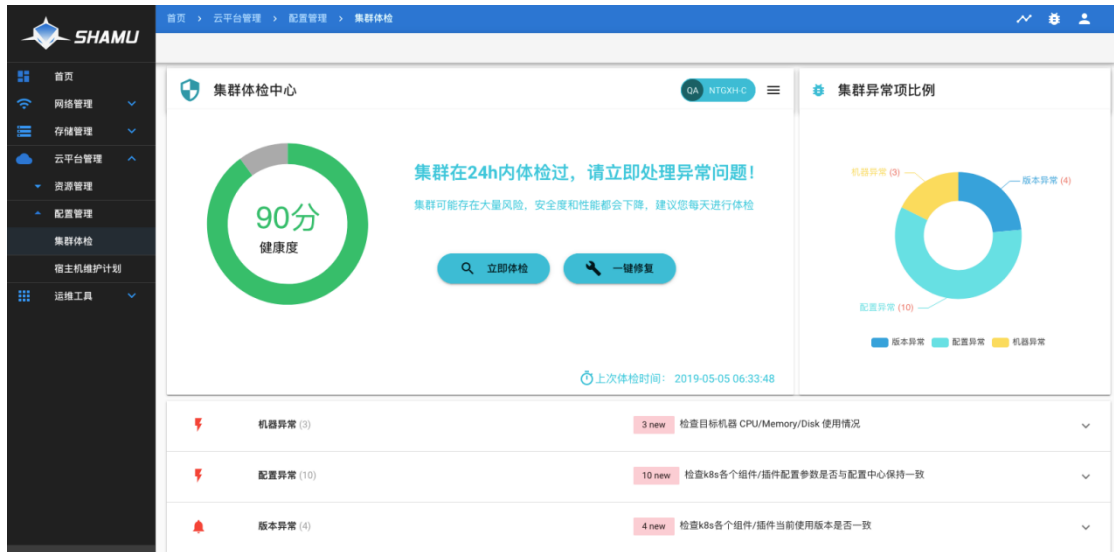 SHAMU
首页 › 云平台管理 › 配置管理 › 集群体检
首页
网络管理
存储管理
云平台管理
资源管理
配置管理
集群体检
宿主机维护计划
运维工具
集群体检中心
QA NTGXH-C
90分
健康度
集群在24h内体检过，请立即处理异常问题！
集群可能存在大量风险，安全度和性能都会下降，建议您每天进行体检
立即体检 一键修复
上次体检时间： 2019-05-05 06:33:48
集群异常项比例
机器异常 (3)
版本异常 (4)
配置异常 (10)
版本异常 配置异常 机器异常
机器异常 (3) 3 new 检查目标机器 CPU/Memory/Disk 使用情况
配置异常 (10) 10 new 检查k8s各个组件/插件配置参数是否与配置中心保持一致
版本异常 (4) 4 new 检查k8s各个组件/插件当前使用版本是否一致